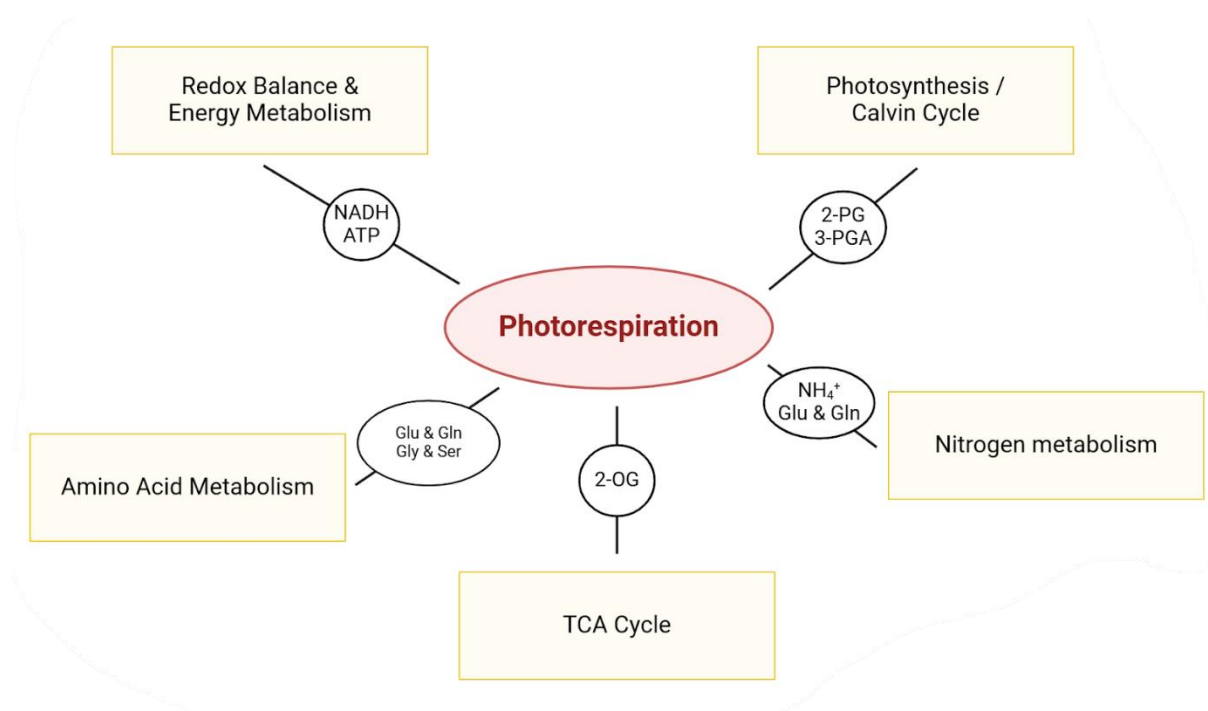 Redox Balance &
Energy Metabolism
Photosynthesis /
Calvin Cycle
NADH
ATP
2-PG
3-PGA
Photorespiration
NH₄⁺
Glu & Gln
Glu & Gln
Gly & Ser
Nitrogen metabolism
Amino Acid Metabolism
2-OG
TCA Cycle